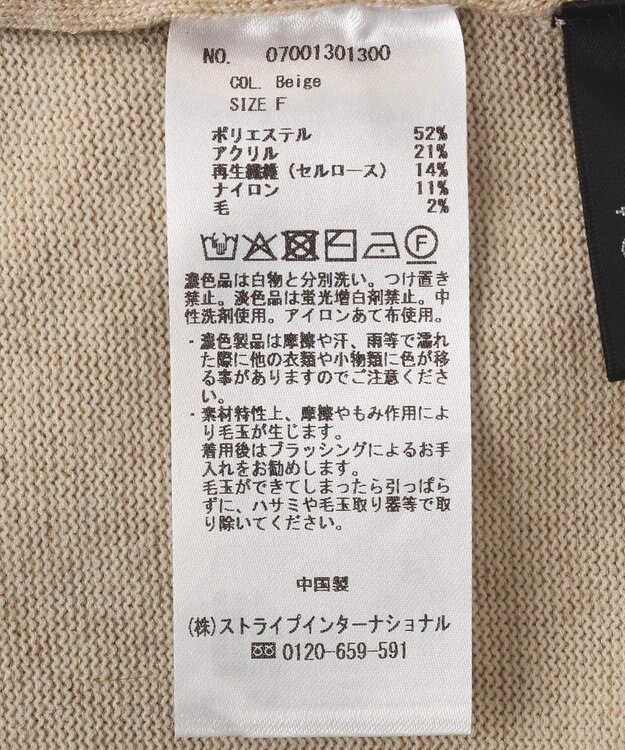 NO. 07001301300
COL. Beige
SIZE F
ポリエステル 52%
アクリル 21%
再生繊維（セルロース） 14%
ナイロン 11%
毛 2%
F
濃色品は白物と分別洗い。つけ置き
禁止。淡色品は蛍光増白剤禁止。中
性洗剤使用。アイロンあて布使用。
・濃色製品は摩擦や汗、雨等で濡れ
た際に他の衣類や小物類に色が移
る事がありますのでご注意くださ
い。
・素材特性上、摩擦やもみ作用によ
り毛玉が生じます。
着用後はブラッシングによるお手
入れをお勧めします。
毛玉ができてしまったら引っぱら
ずに、ハサミや毛玉取り器等で取
り除いてください。
中国製
(株)ストライプインターナショナル
0120-659-591